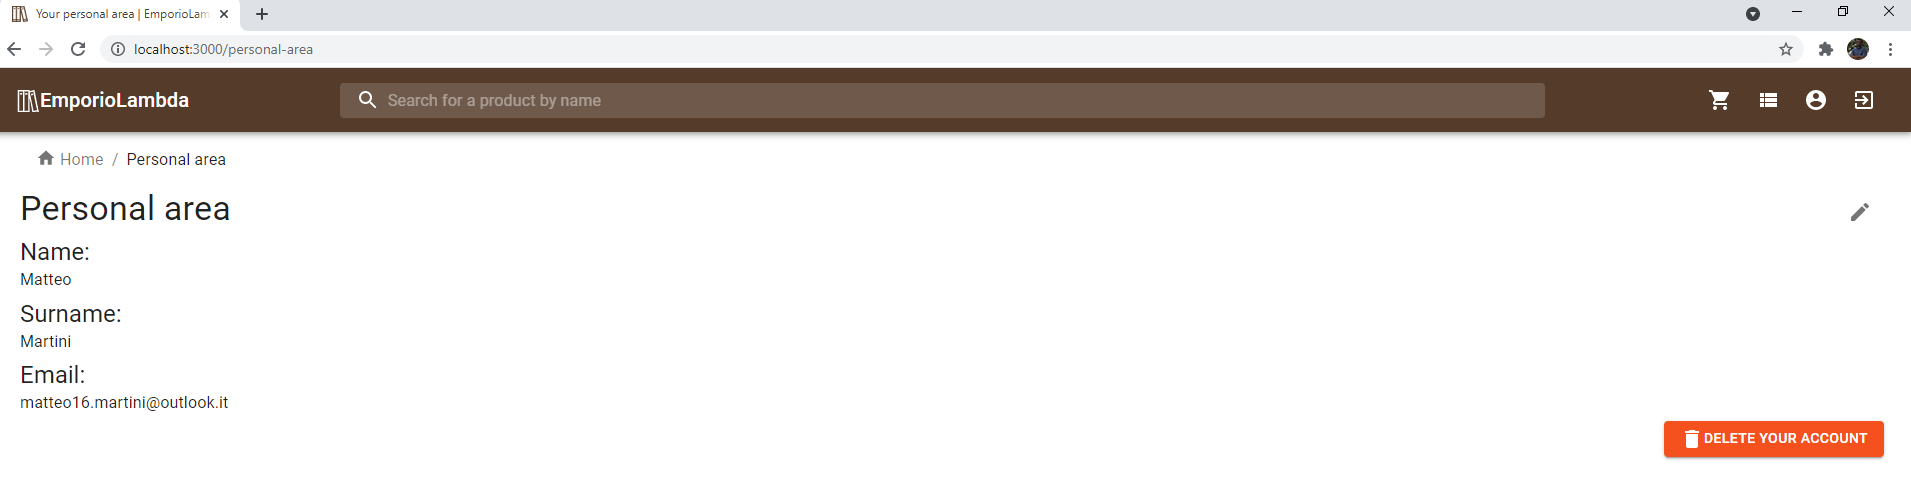 Your personal area | EmporioLam
localhost:3000/personal-area
EmporioLambda
Search for a product by name
Home / Personal area
Personal area
Name:
Matteo
Surname:
Martini
Email:
matteo16.martini@outlook.it
DELETE YOUR ACCOUNT